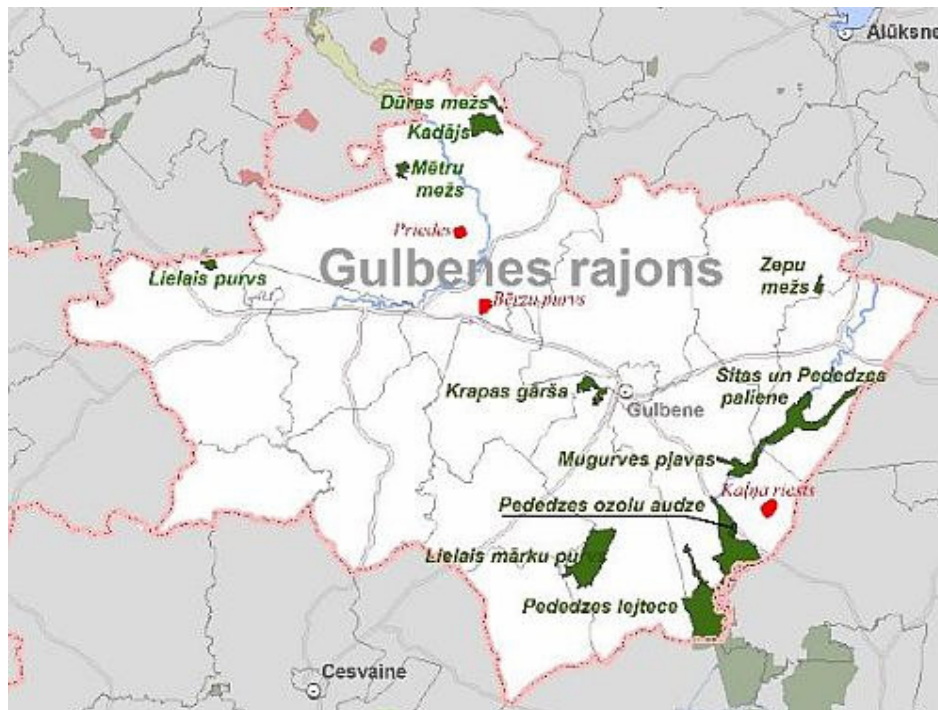 Alūksne
Dūres mežs
Kadājs
Mētru
mežs
Priedes
Gulbenes rajons
Lielais purvs
Zepu
mežs
Bērzu purvs
Sitas un Pededzes
paliene
Krapas gārša
Gulbene
Mugurves pļavas
Kaļņa riests
Pededzes ozolu audze
Lielais mārku purvs
Pededzes lejtece
Cesvaine